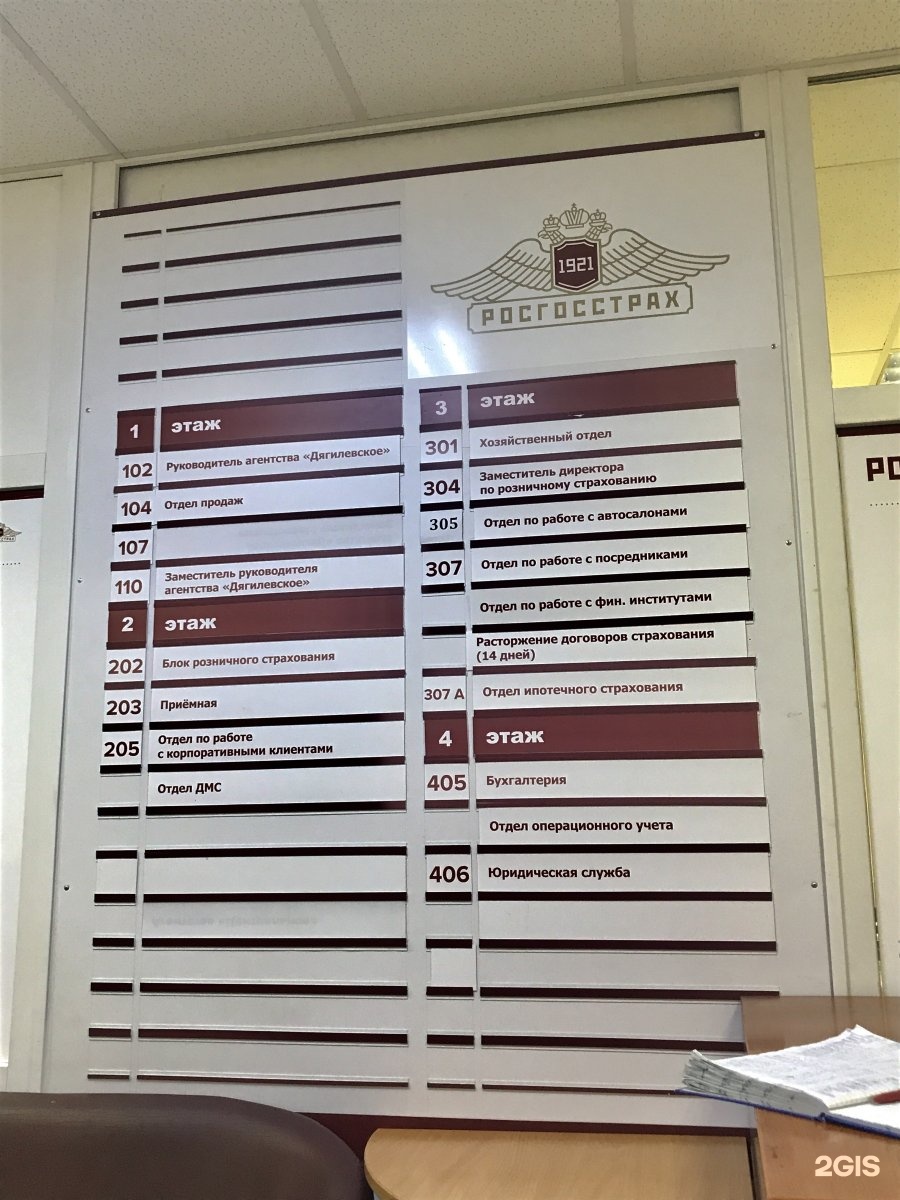 1921
РОСГОССТРАХ
1 этаж
102 Руководитель агентства «Дягилевское»
104 Отдел продаж
107
110 Заместитель руководителя
агентства «Дягилевское»
2 этаж
202 Блок розничного страхования
203 Приёмная
205 Отдел по работе
с корпоративными клиентами
Отдел ДМС
3 этаж
301 Хозяйственный отдел
304 Заместитель директора
по розничному страхованию
305 Отдел по работе с автосалонами
307 Отдел по работе с посредниками
Отдел по работе с фин. институтами
Расторжение договоров страхования
(14 дней)
307 А Отдел ипотечного страхования
4 этаж
405 Бухгалтерия
Отдел операционного учета
406 Юридическая служба
РО
2GIS